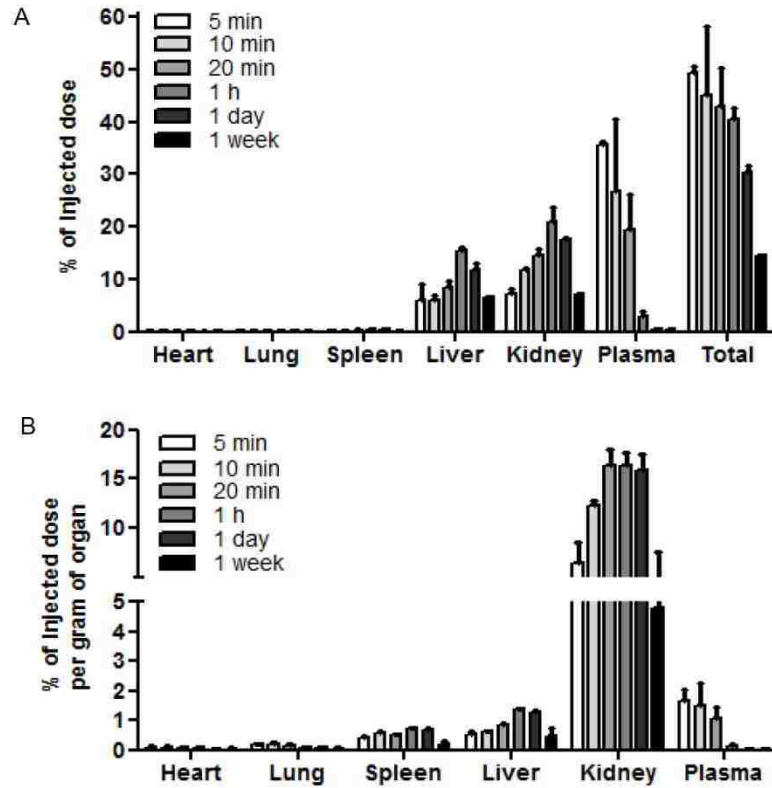 A
60
50
40
30
20
10
0
% of Injected dose
5 min
10 min
20 min
1 h
1 day
1 week
Heart Lung Spleen Liver Kidney Plasma Total
B
20
15
10
5
4
3
2
1
0
% of Injected dose
per gram of organ
5 min
10 min
20 min
1 h
1 day
1 week
Heart Lung Spleen Liver Kidney Plasma